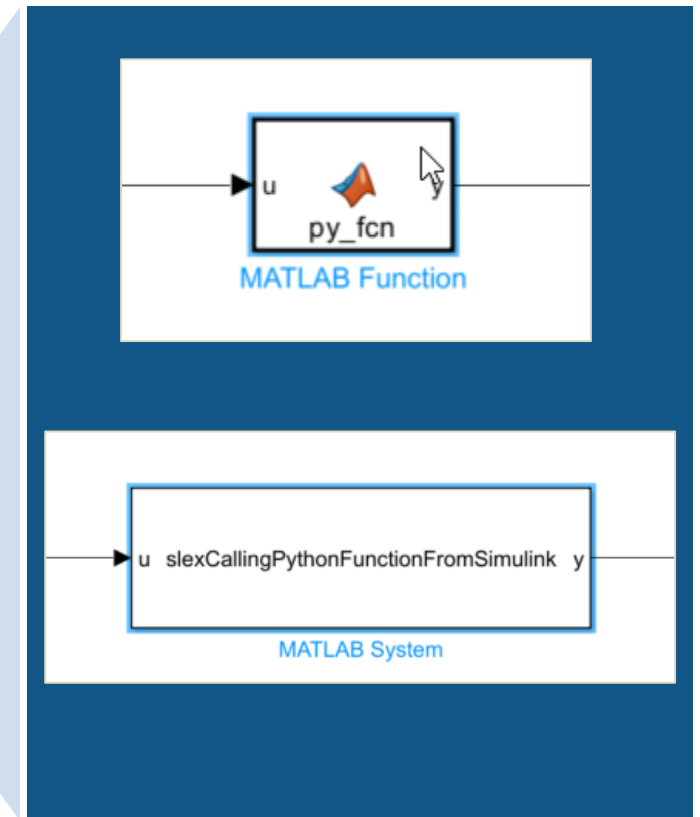 u y
py_fcn
MATLAB Function
u slexCallingPythonFunctionFromSimulink y
MATLAB System